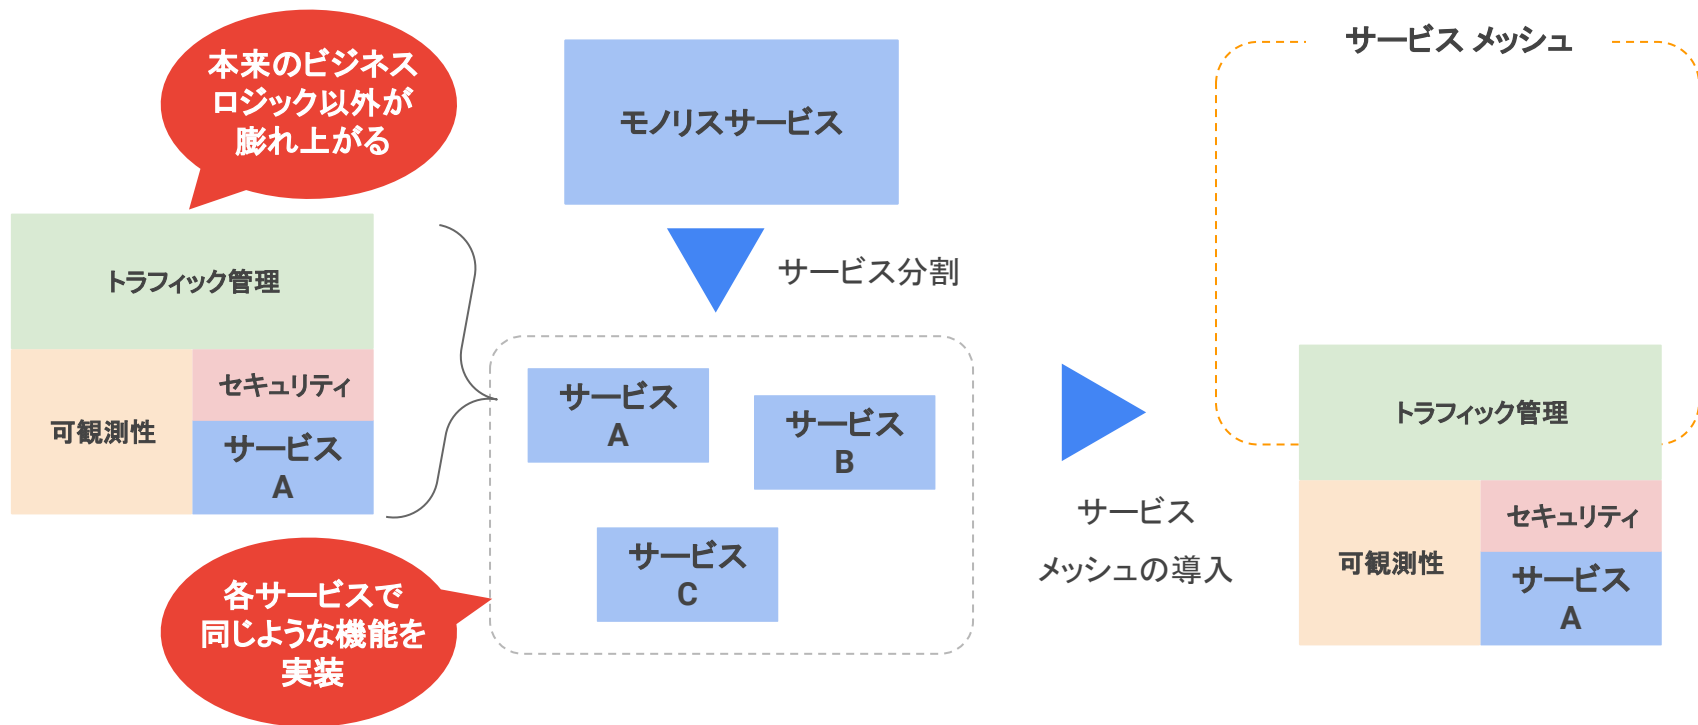 本来のビジネス
ロジック以外が
膨れ上がる
トラフィック管理
可観測性
セキュリティ
サービス
A
各サービスで
同じような機能を
実装
モノリスサービス
サービス分割
サービス
A
サービス
B
サービス
C
サービス
メッシュの導入
サービス メッシュ
トラフィック管理
可観測性
セキュリティ
サービス
A